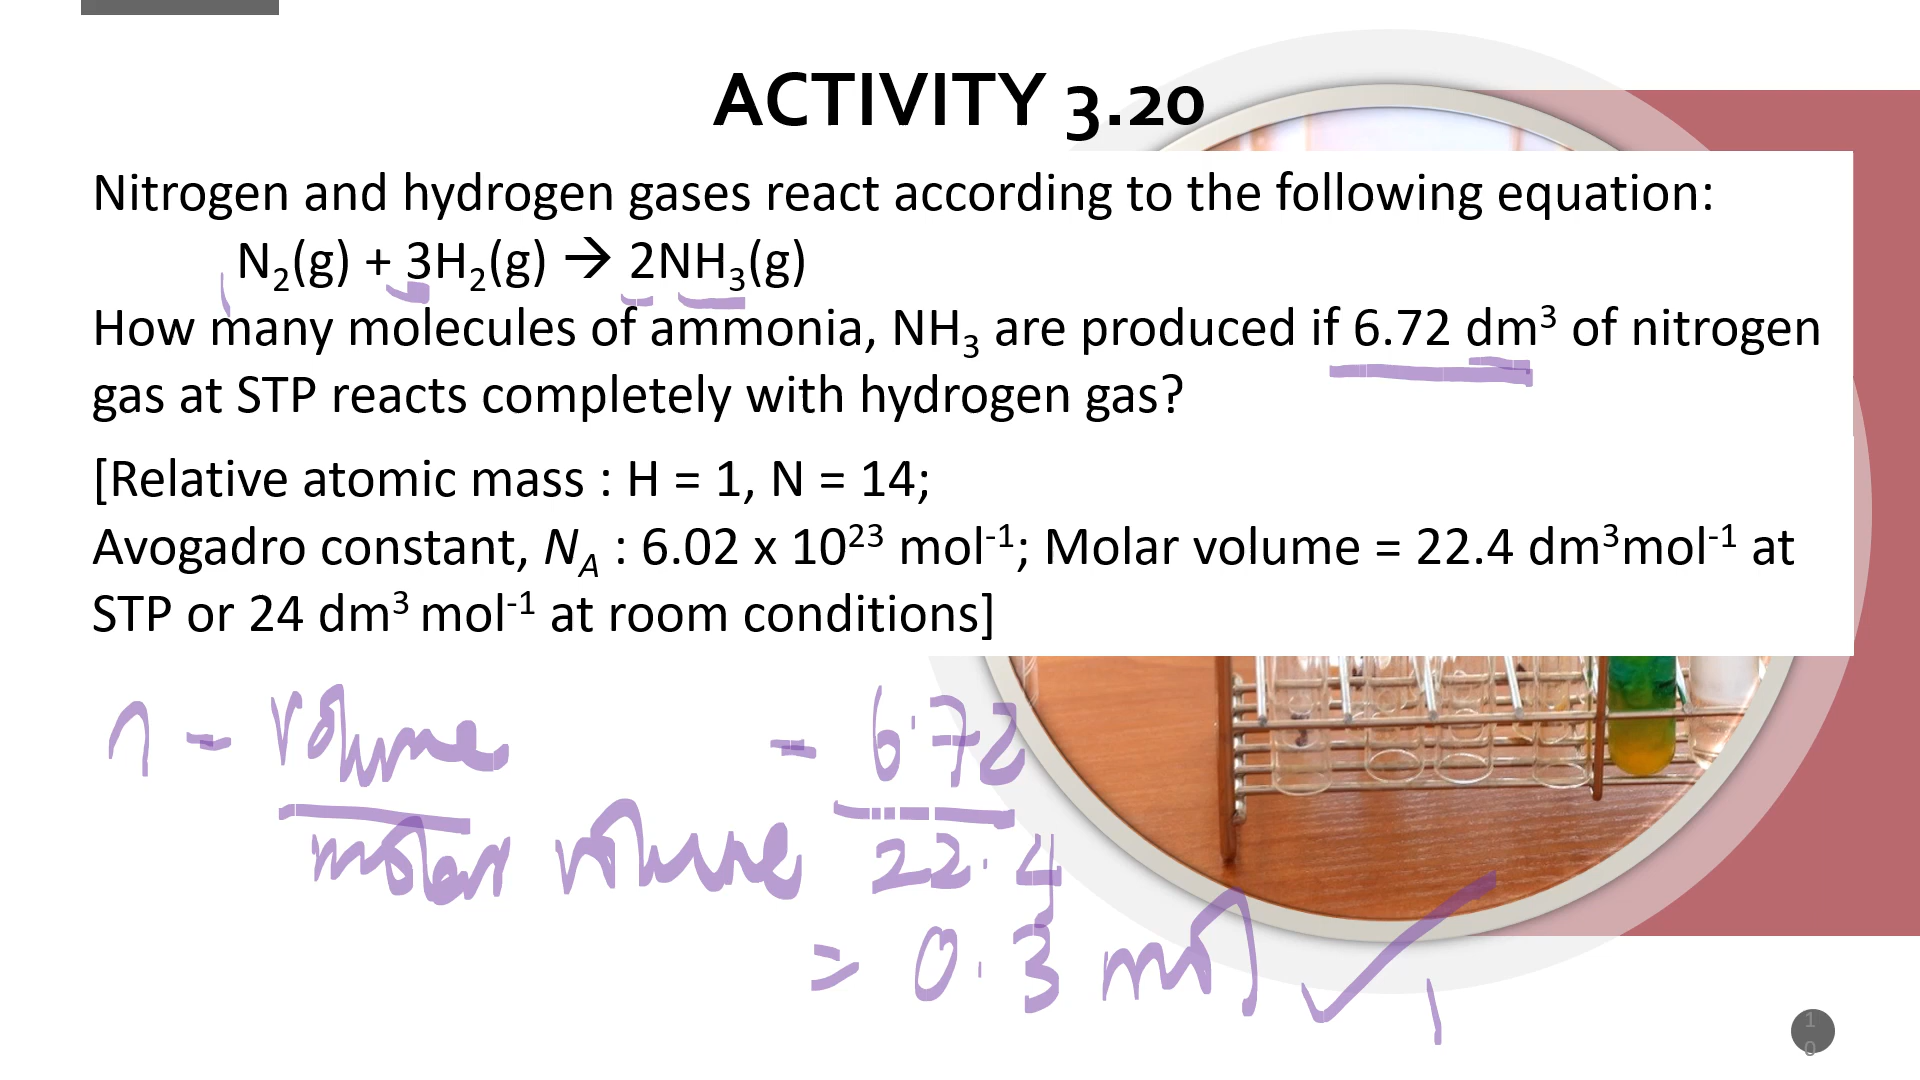 ACTIVITY 3.20
Nitrogen and hydrogen gases react according to the following equation:
N₂(g) + 3H₂(g) → 2NH₃(g)
1
How many molecules of ammonia, NH₃ are produced if 6.72 dm³ of nitrogen
gas at STP reacts completely with hydrogen gas?
[Relative atomic mass : H = 1, N = 14;
Avogadro constant, N_A : 6.02 x 10²³ mol⁻¹; Molar volume = 22.4 dm³mol⁻¹ at
STP or 24 dm³ mol⁻¹ at room conditions]
n = volume = 6.72
molar volume 22.4
= 0.3 mol ✓ 1
10